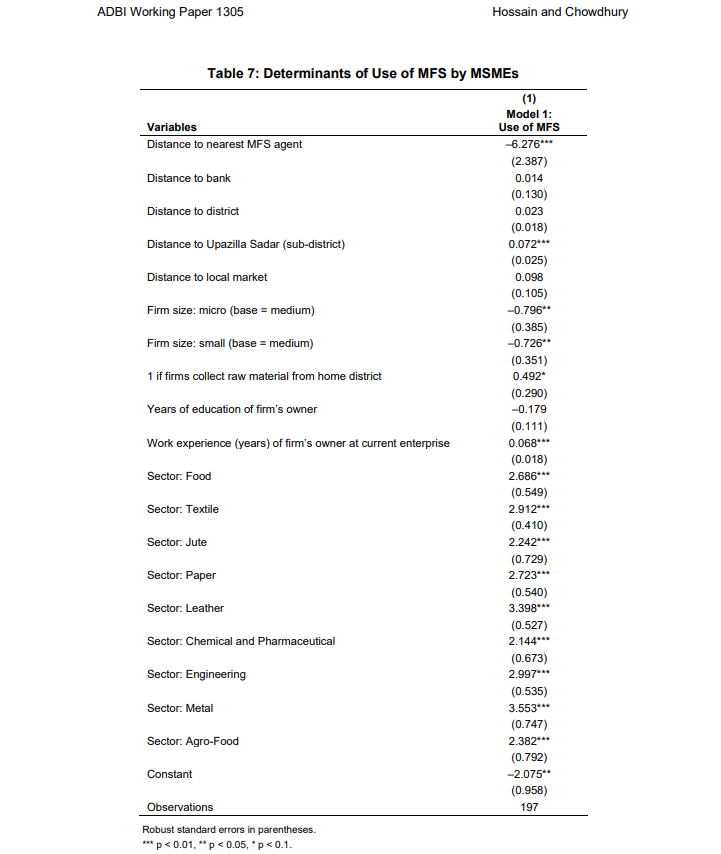 ADBI Working Paper 1305 Hossain and Chowdhury
Table 7: Determinants of Use of MFS by MSMEs
(1)
Model 1:
Variables Use of MFS
Distance to nearest MFS agent –6.276***
(2.387)
Distance to bank 0.014
(0.130)
Distance to district 0.023
(0.018)
Distance to Upazilla Sadar (sub-district) 0.072***
(0.025)
Distance to local market 0.098
(0.105)
Firm size: micro (base = medium) –0.796**
(0.385)
Firm size: small (base = medium) –0.726**
(0.351)
1 if firms collect raw material from home district 0.492*
(0.290)
Years of education of firm's owner –0.179
(0.111)
Work experience (years) of firm's owner at current enterprise 0.068***
(0.018)
Sector: Food 2.686***
(0.549)
Sector: Textile 2.912***
(0.410)
Sector: Jute 2.242***
(0.729)
Sector: Paper 2.723***
(0.540)
Sector: Leather 3.398***
(0.527)
Sector: Chemical and Pharmaceutical 2.144***
(0.673)
Sector: Engineering 2.997***
(0.535)
Sector: Metal 3.553***
(0.747)
Sector: Agro-Food 2.382***
(0.792)
Constant –2.075**
(0.958)
Observations 197
Robust standard errors in parentheses.
*** p < 0.01, ** p < 0.05, * p < 0.1.